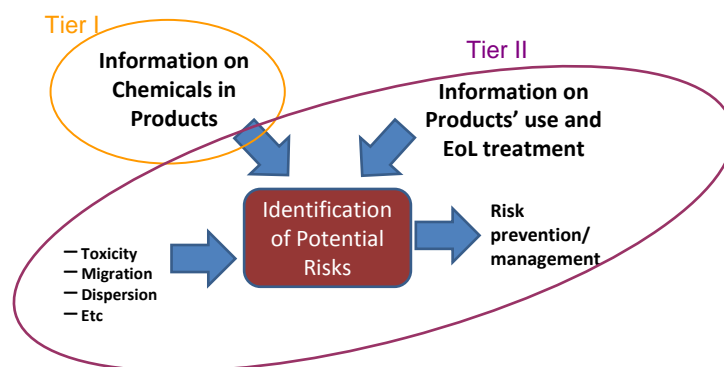 Tier I
Information on
Chemicals in
Products
Tier II
Information on
Products’ use and
EoL treatment
Identification
of Potential
Risks
Risk
prevention/
management
– Toxicity
– Migration
– Dispersion
– Etc